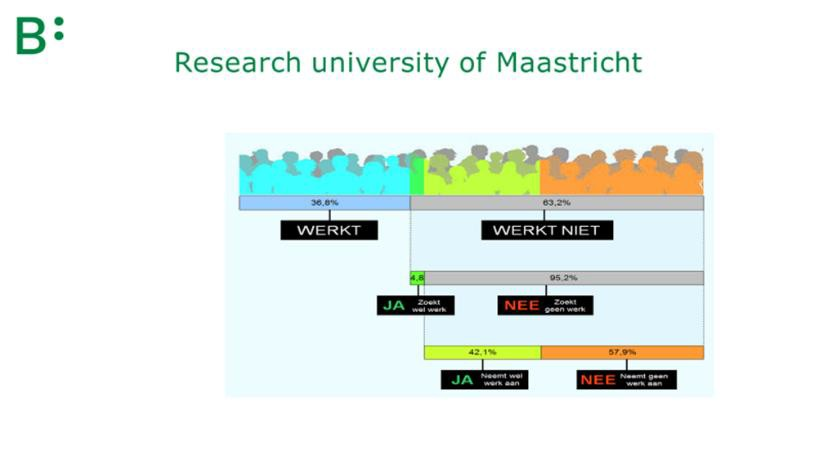 B:
Research university of Maastricht
36,8%
63,2%
WERKT
WERKT NIET
4,8
95,2%
JA Zoekt wel werk
NEE Zoekt geen werk
42,1%
57,9%
JA Neemt wel werk aan
NEE Neemt geen werk aan